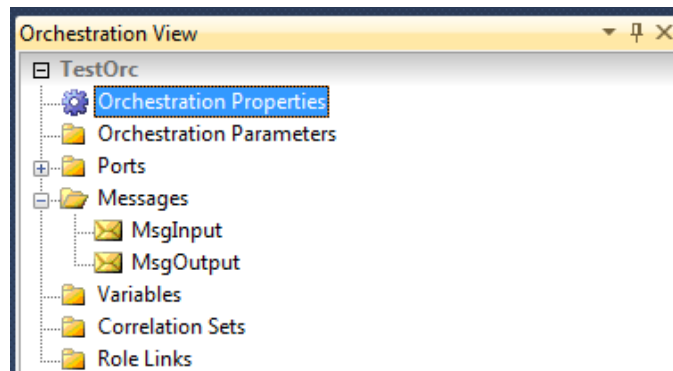 Orchestration View
TestOrc
Orchestration Properties
Orchestration Parameters
Ports
Messages
MsgInput
MsgOutput
Variables
Correlation Sets
Role Links